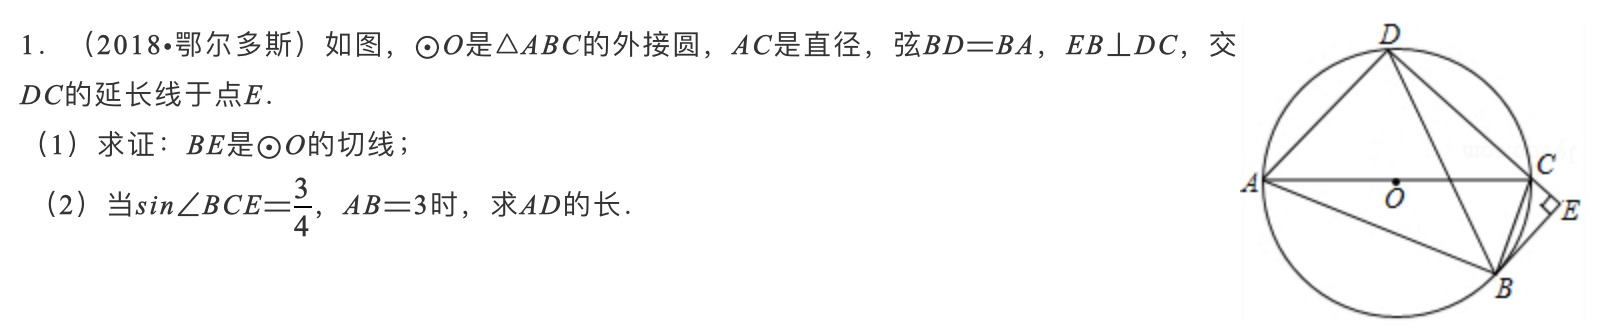 1. （2018•鄂尔多斯）如图，⊙O是△ABC的外接圆，AC是直径，弦BD=BA，EB⊥DC，交
DC的延长线于点E.
（1）求证：BE是⊙O的切线；
（2）当sin∠BCE=3/4，AB=3时，求AD的长.
D
A
O
C
E
B